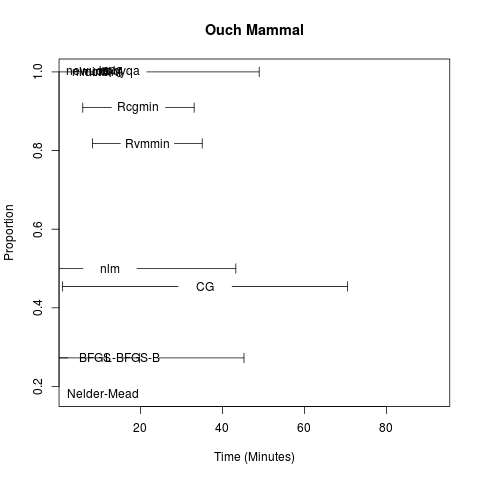 Ouch Mammal
Rcgmin
Rvmmin
nlm
CG
BFGS
L-BFGS-B
Nelder-Mead
Proportion
0.2
0.4
0.6
0.8
1.0
20
40
60
80
Time (Minutes)